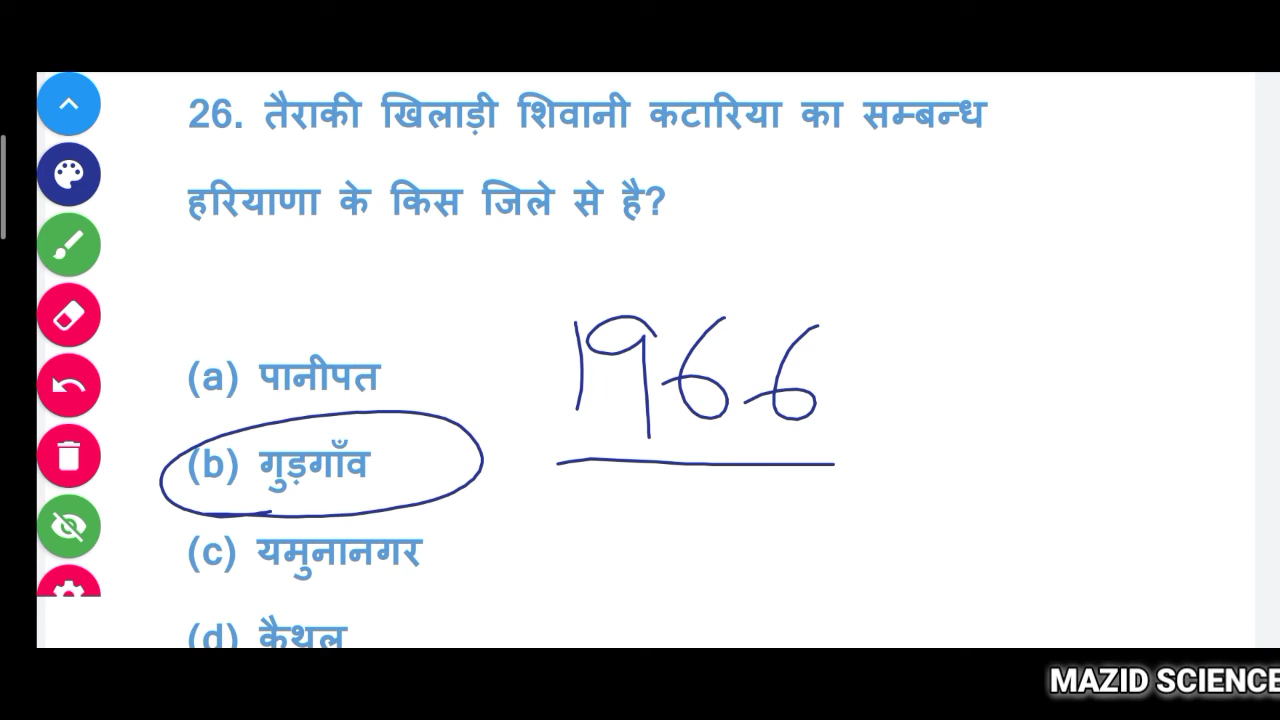 26. तैराकी खिलाड़ी शिवानी कटारिया का सम्बन्ध
हरियाणा के किस जिले से है?
1966
(a) पानीपत
(b) गुड़गाँव
(c) यमुनानगर
(d) कैथल
MAZID SCIENCE